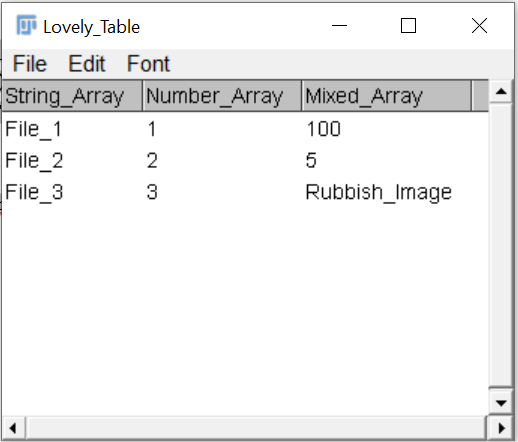 Lovely_Table
File Edit Font
String_Array Number_Array Mixed_Array
File_1 1 100
File_2 2 5
File_3 3 Rubbish_Image